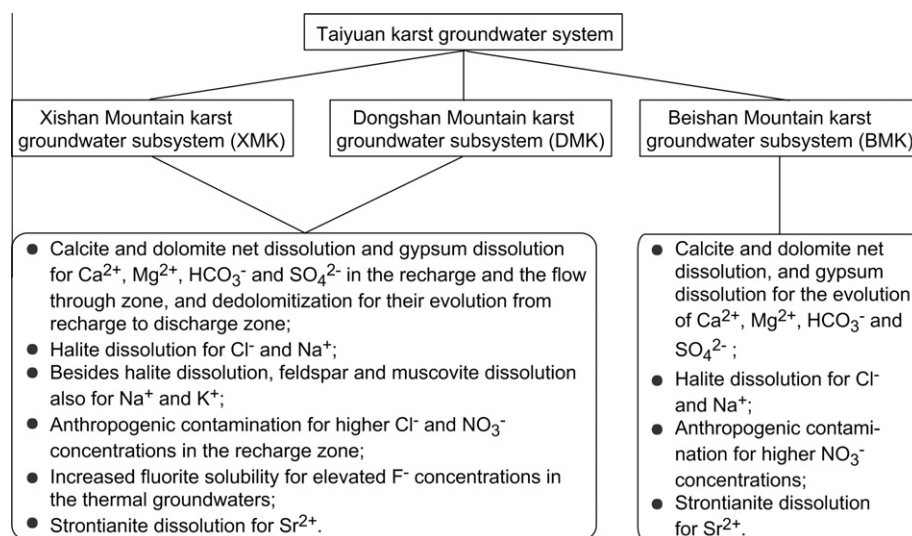 Taiyuan karst groundwater system
Xishan Mountain karst
groundwater subsystem (XMK)
Dongshan Mountain karst
groundwater subsystem (DMK)
Beishan Mountain karst
groundwater subsystem (BMK)
● Calcite and dolomite net dissolution and gypsum dissolution
for Ca²⁺, Mg²⁺, HCO₃⁻ and SO₄²⁻ in the recharge and the flow
through zone, and dedolomitization for their evolution from
recharge to discharge zone;
● Halite dissolution for Cl⁻ and Na⁺;
● Besides halite dissolution, feldspar and muscovite dissolution
also for Na⁺ and K⁺;
● Anthropogenic contamination for higher Cl⁻ and NO₃⁻
concentrations in the recharge zone;
● Increased fluorite solubility for elevated F⁻ concentrations in
the thermal groundwaters;
● Strontianite dissolution for Sr²⁺.
● Calcite and dolomite net
dissolution, and gypsum
dissolution for the evolution
of Ca²⁺, Mg²⁺, HCO₃⁻ and
SO₄²⁻ ;
● Halite dissolution for Cl⁻
and Na⁺;
● Anthropogenic contami-
nation for higher NO₃⁻
concentrations;
● Strontianite dissolution
for Sr²⁺.